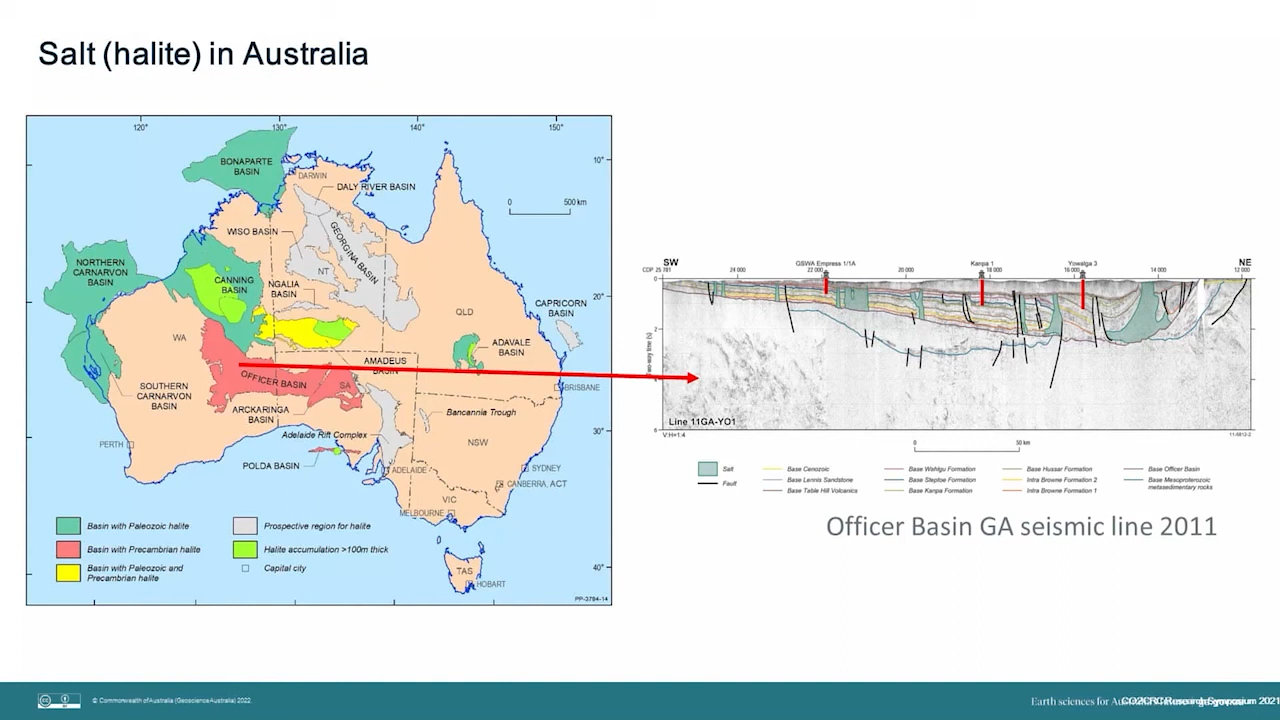 Salt (halite) in Australia
120°
130°
140°
150°
10°
20°
30°
40°
0
500 km
BONAPARTE
BASIN
DARWIN
DALY RIVER BASIN
WISO BASIN
GEORGINA BASIN
NORTHERN
CARNARVON
BASIN
CANNING
BASIN
NGALIA
BASIN
NT
QLD
CAPRICORN
BASIN
WA
ADAVALE
BASIN
AMADEUS
BASIN
OFFICER BASIN
SA
BRISBANE
SOUTHERN
CARNARVON
BASIN
ARCKARINGA
BASIN
Bancannia Trough
Adelaide Rift Complex
NSW
PERTH
POLDA BASIN
ADELAIDE
SYDNEY
CANBERRA, ACT
VIC
MELBOURNE
TAS
HOBART
Basin with Paleozoic halite
Basin with Precambrian halite
Basin with Paleozoic and
Precambrian halite
Prospective region for halite
Halite accumulation >100m thick
Capital city
PP-3784-14
SW
NE
GSWA Empress 1/1A
Kanpa 1
Yowalga 3
CDP 25 781
24 000
22 000
20 000
18 000
16 000
14 000
12 000
0
2
Line 11GA-YO1
V:H=1:4
0
50 km
11-5812-2
Salt
Fault
Base Cenozoic
Base Lennis Sandstone
Base Table Hill Volcanics
Base Wahlgu Formation
Base Steptoe Formation
Base Kanpa Formation
Base Hussar Formation
Intra Browne Formation 2
Intra Browne Formation 1
Base Officer Basin
Base Mesoproterozoic
metasedimentary rocks
Officer Basin GA seismic line 2011
© Commonwealth of Australia (Geoscience Australia) 2022
Earth sciences for
CO2CRC Research Symposium 2021